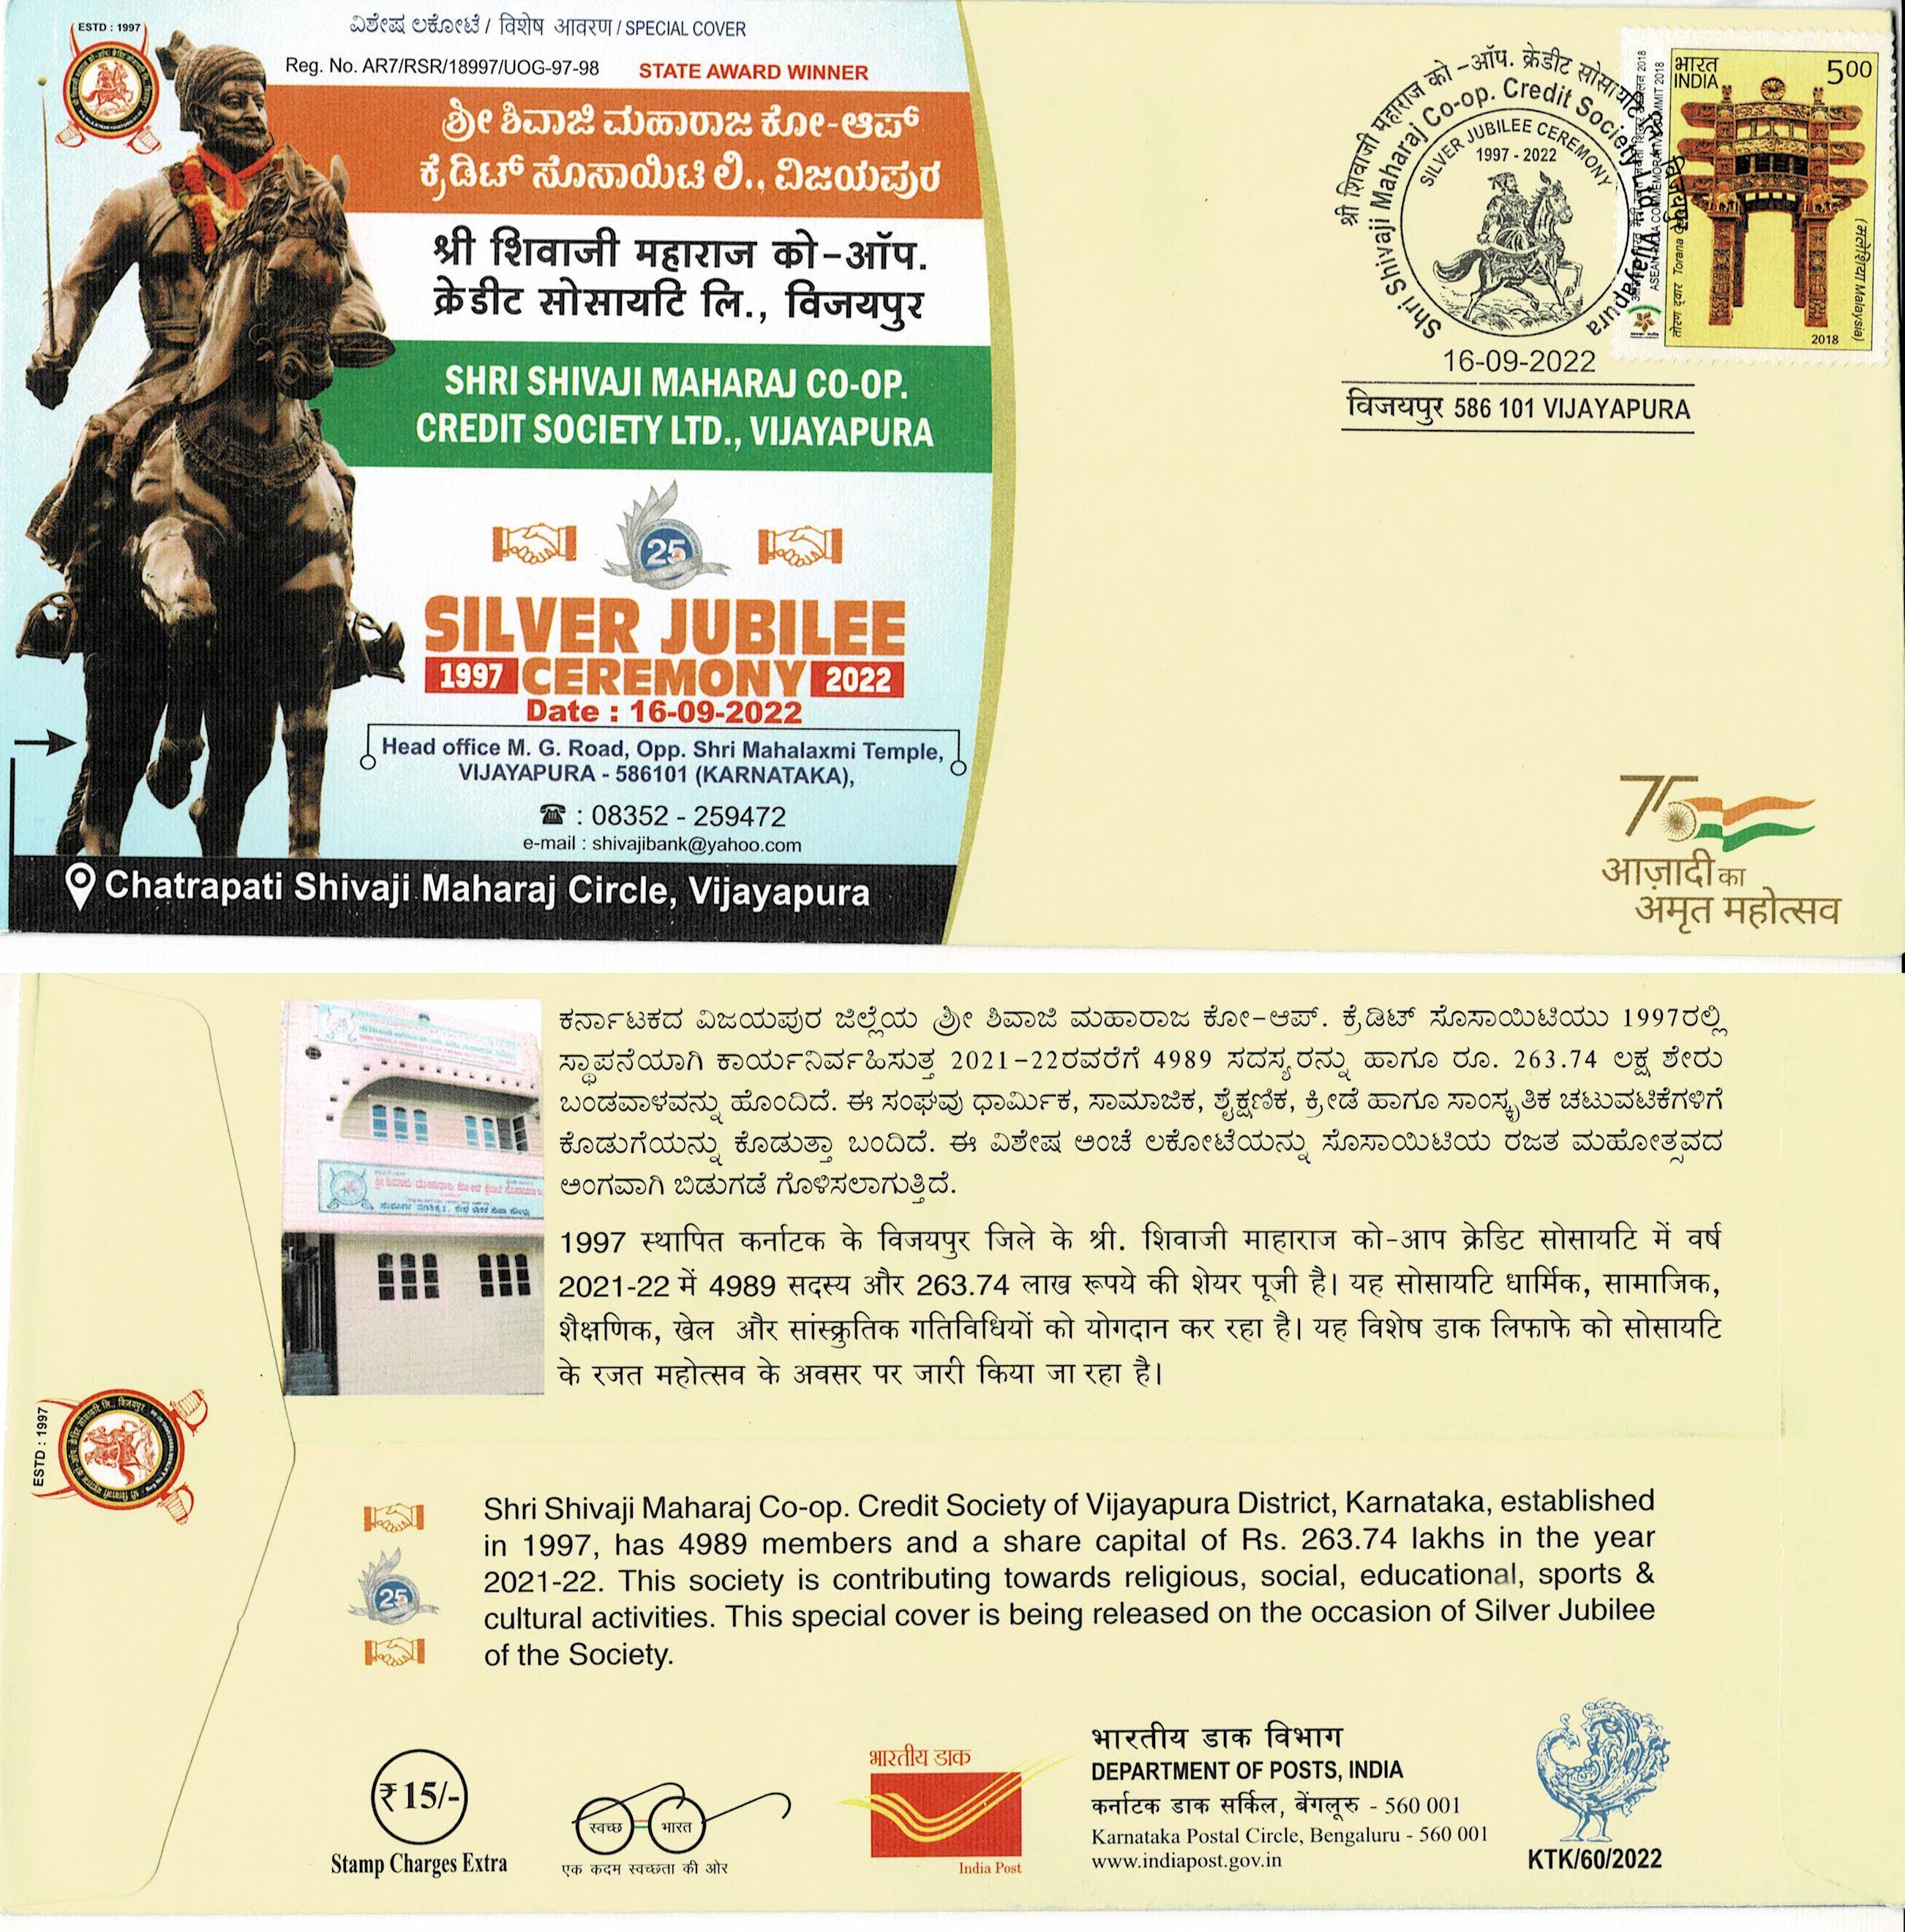 ESTD : 1997
ವಿಶೇಷ ಲಕೋಟೆ / विशेष आवरण / SPECIAL COVER
Reg. No. AR7/RSR/18997/UOG-97-98 STATE AWARD WINNER
ಶ್ರೀ ಶಿವಾಜಿ ಮಹಾರಾಜ ಕೋ-ಆಪ್
ಕ್ರೆಡಿಟ್ ಸೊಸಾಯಿಟಿ ಲಿ., ವಿಜಯಪುರ
श्री शिवाजी महाराज को-ऑप.
क्रेडीट सोसायटि लि., विजयपुर
SHRI SHIVAJI MAHARAJ CO-OP.
CREDIT SOCIETY LTD., VIJAYAPURA
25
SILVER JUBILEE
1997 CEREMONY 2022
Date : 16-09-2022
Head office M. G. Road, Opp. Shri Mahalaxmi Temple,
VIJAYAPURA - 586101 (KARNATAKA),
: 08352 - 259472
e-mail : shivajibank@yahoo.com
Chatrapati Shivaji Maharaj Circle, Vijayapura
श्री शिवाजी महाराज को -ऑप. क्रेडीट सोसायटि
Shri Shivaji Maharaj Co-op. Credit Society Ltd. Vijayapura
SILVER JUBILEE CEREMONY
1997 - 2022
16-09-2022
विजयपुर 586 101 VIJAYAPURA
भारत
INDIA
500
तोरण द्वार Torana
(मलेशिया Malaysia)
2018
75
आज़ादी का
अमृत महोत्सव
ಕರ್ನಾಟಕದ ವಿಜಯಪುರ ಜಿಲ್ಲೆಯ ಶ್ರೀ ಶಿವಾಜಿ ಮಹಾರಾಜ ಕೋ-ಆಪ್. ಕ್ರೆಡಿಟ್ ಸೊಸಾಯಿಟಿಯು 1997ರಲ್ಲಿ
ಸ್ಥಾಪನೆಯಾಗಿ ಕಾರ್ಯನಿರ್ವಹಿಸುತ್ತ 2021-22ರವರೆಗೆ 4989 ಸದಸ್ಯರನ್ನು ಹಾಗೂ ರೂ. 263.74 ಲಕ್ಷ ಶೇರು
ಬಂಡವಾಳವನ್ನು ಹೊಂದಿದೆ. ಈ ಸಂಘವು ಧಾರ್ಮಿಕ, ಸಾಮಾಜಿಕ, ಶೈಕ್ಷಣಿಕ, ಕ್ರೀಡೆ ಹಾಗೂ ಸಾಂಸ್ಕೃತಿಕ ಚಟುವಟಿಕೆಗಳಿಗೆ
ಕೊಡುಗೆಯನ್ನು ಕೊಡುತ್ತಾ ಬಂದಿದೆ. ಈ ವಿಶೇಷ ಅಂಚೆ ಲಕೋಟೆಯನ್ನು ಸೊಸಾಯಿಟಿಯ ರಜತ ಮಹೋತ್ಸವದ
ಅಂಗವಾಗಿ ಬಿಡುಗಡೆ ಗೊಳಿಸಲಾಗುತ್ತಿದೆ.
1997 स्थापित कर्नाटक के विजयपुर जिले के श्री. शिवाजी माहाराज को-आप क्रेडिट सोसायटि में वर्ष
2021-22 में 4989 सदस्य और 263.74 लाख रूपये की शेयर पूजी है। यह सोसायटि धार्मिक, सामाजिक,
शैक्षणिक, खेल और सांस्क्रुतिक गतिविधियों को योगदान कर रहा है। यह विशेष डाक लिफाफे को सोसायटि
के रजत महोत्सव के अवसर पर जारी किया जा रहा है।
ESTD : 1997
25
Shri Shivaji Maharaj Co-op. Credit Society of Vijayapura District, Karnataka, established
in 1997, has 4989 members and a share capital of Rs. 263.74 lakhs in the year
2021-22. This society is contributing towards religious, social, educational, sports &
cultural activities. This special cover is being released on the occasion of Silver Jubilee
of the Society.
₹ 15/-
Stamp Charges Extra
स्वच्छ भारत
एक कदम स्वच्छता की ओर
भारतीय डाक
India Post
भारतीय डाक विभाग
DEPARTMENT OF POSTS, INDIA
कर्नाटक डाक सर्किल, बेंगलूरु - 560 001
Karnataka Postal Circle, Bengaluru - 560 001
www.indiapost.gov.in
KTK/60/2022